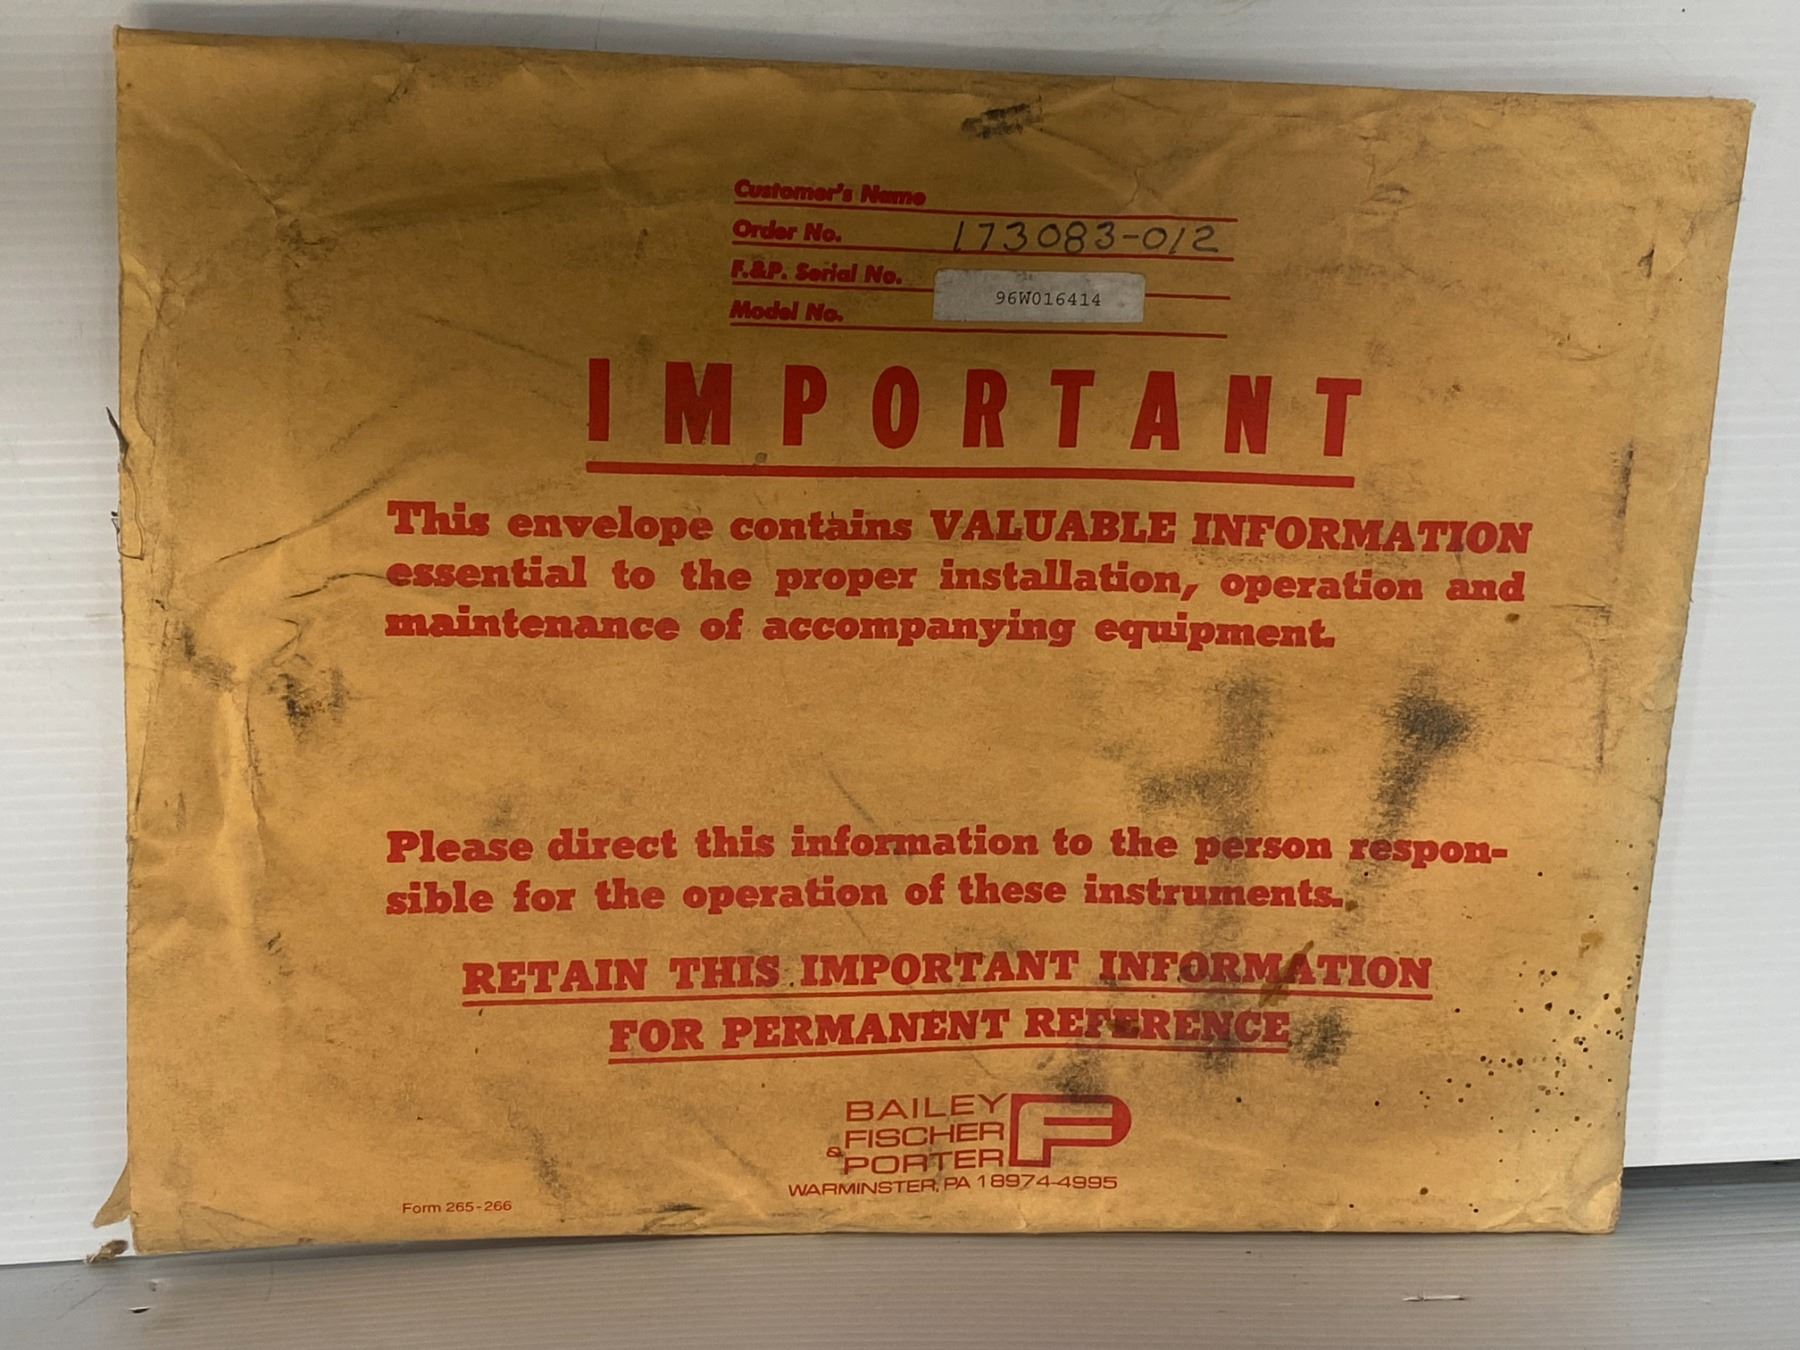 Customer's Name
Order No. 173083-012
F.&P. Serial No. 96W016414
Model No.
IMPORTANT
This envelope contains VALUABLE INFORMATION
essential to the proper installation, operation and
maintenance of accompanying equipment.
Please direct this information to the person respon-
sible for the operation of these instruments.
RETAIN THIS IMPORTANT INFORMATION
FOR PERMANENT REFERENCE
BAILEY
FISCHER
& PORTER
WARMINSTER, PA 18974-4995
Form 265-266